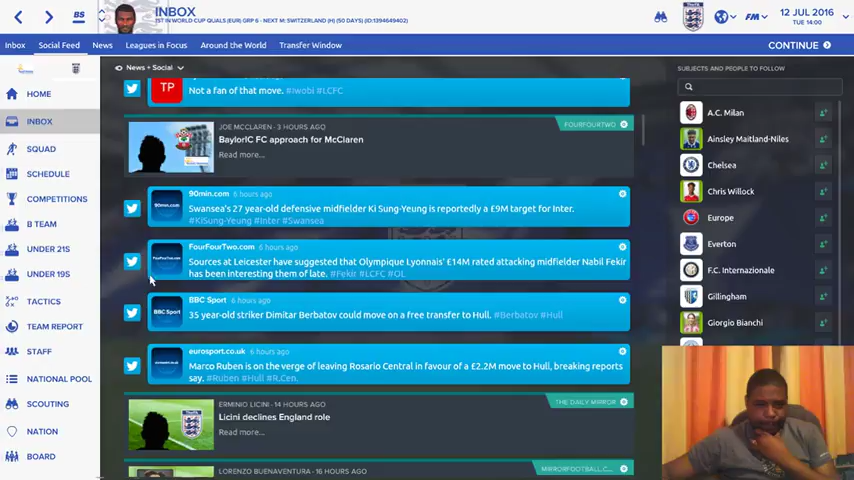 INBOX
1ST IN WORLD CUP QUALS (EUR) GRP 6 - NEXT M: SWITZERLAND (H) (50 DAYS) (ID:1394649402)
BS
FM
12 JUL 2016
TUE 14:00
Inbox
Social Feed
News
Leagues in Focus
Around the World
Transfer Window
CONTINUE
HOME
INBOX
SQUAD
SCHEDULE
COMPETITIONS
B TEAM
UNDER 21S
UNDER 19S
TACTICS
TEAM REPORT
STAFF
NATIONAL POOL
SCOUTING
NATION
BOARD
News + Social
TP
Not a fan of that move. #Iwobi #LCFC
JOE MCCLAREN - 3 HOURS AGO
FOURFOURTWO
BaylorIC FC approach for McClaren
Read more...
90min.com 6 hours ago
Swansea's 27 year-old defensive midfielder Ki Sung-Yeung is reportedly a £9M target for Inter.
#KiSung-Yeung #Inter #Swansea
FourFourTwo.com 6 hours ago
Sources at Leicester have suggested that Olympique Lyonnais' £14M rated attacking midfielder Nabil Fekir
has been interesting them of late. #Fekir #LCFC #OL
BBC Sport 6 hours ago
BBC Sport
35 year-old striker Dimitar Berbatov could move on a free transfer to Hull. #Berbatov #Hull
eurosport.co.uk 6 hours ago
Marco Ruben is on the verge of leaving Rosario Central in favour of a £2.2M move to Hull, breaking reports
say. #Ruben #Hull #R.Cen.
ERMINIO LICINI - 14 HOURS AGO
THE DAILY MIRROR
Licini declines England role
Read more...
LORENZO BUENAVENTURA - 16 HOURS AGO
MIRRORFOOTBALL.C...
SUBJECTS AND PEOPLE TO FOLLOW
A.C. Milan
Ainsley Maitland-Niles
Chelsea
Chris Willock
Europe
Everton
F.C. Internazionale
Gillingham
Giorgio Bianchi